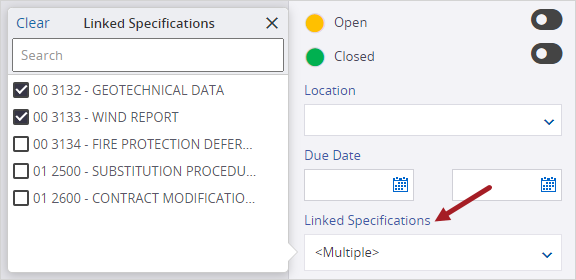 Clear
Linked Specifications
Search
00 3132 - GEOTECHNICAL DATA
00 3133 - WIND REPORT
00 3134 - FIRE PROTECTION DEFER...
01 2500 - SUBSTITUTION PROCEDU...
01 2600 - CONTRACT MODIFICATIO...
Open
Closed
Location
Due Date
Linked Specifications
<Multiple>